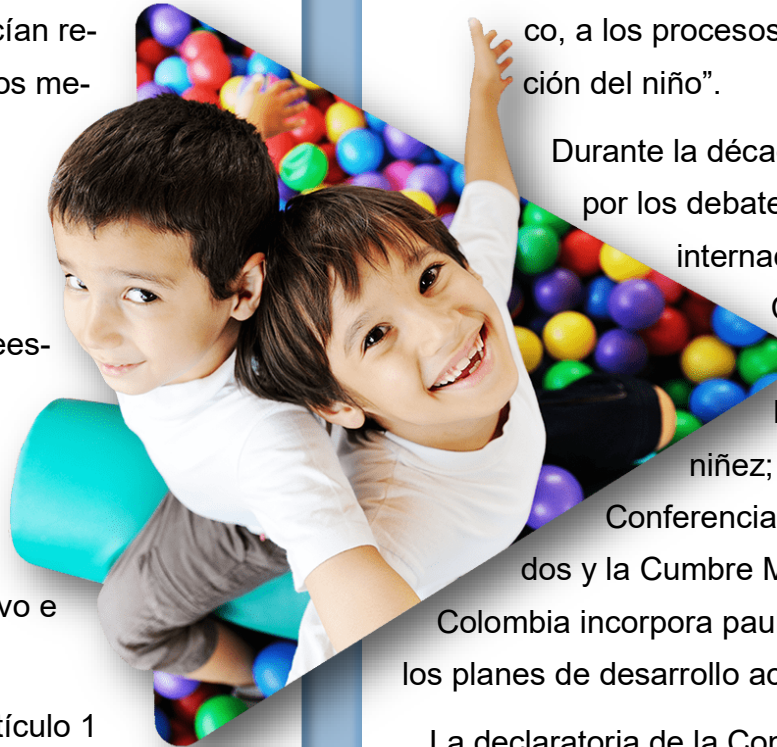 cían re-
os me-
ees-
vo e
tículo 1
co, a los procesos
ción del niño”.
Durante la déca
por los debate
internac
niñez;
Conferencia
dos y la Cumbre M
Colombia incorpora pau
los planes de desarrollo ac
La declaratoria de la Con